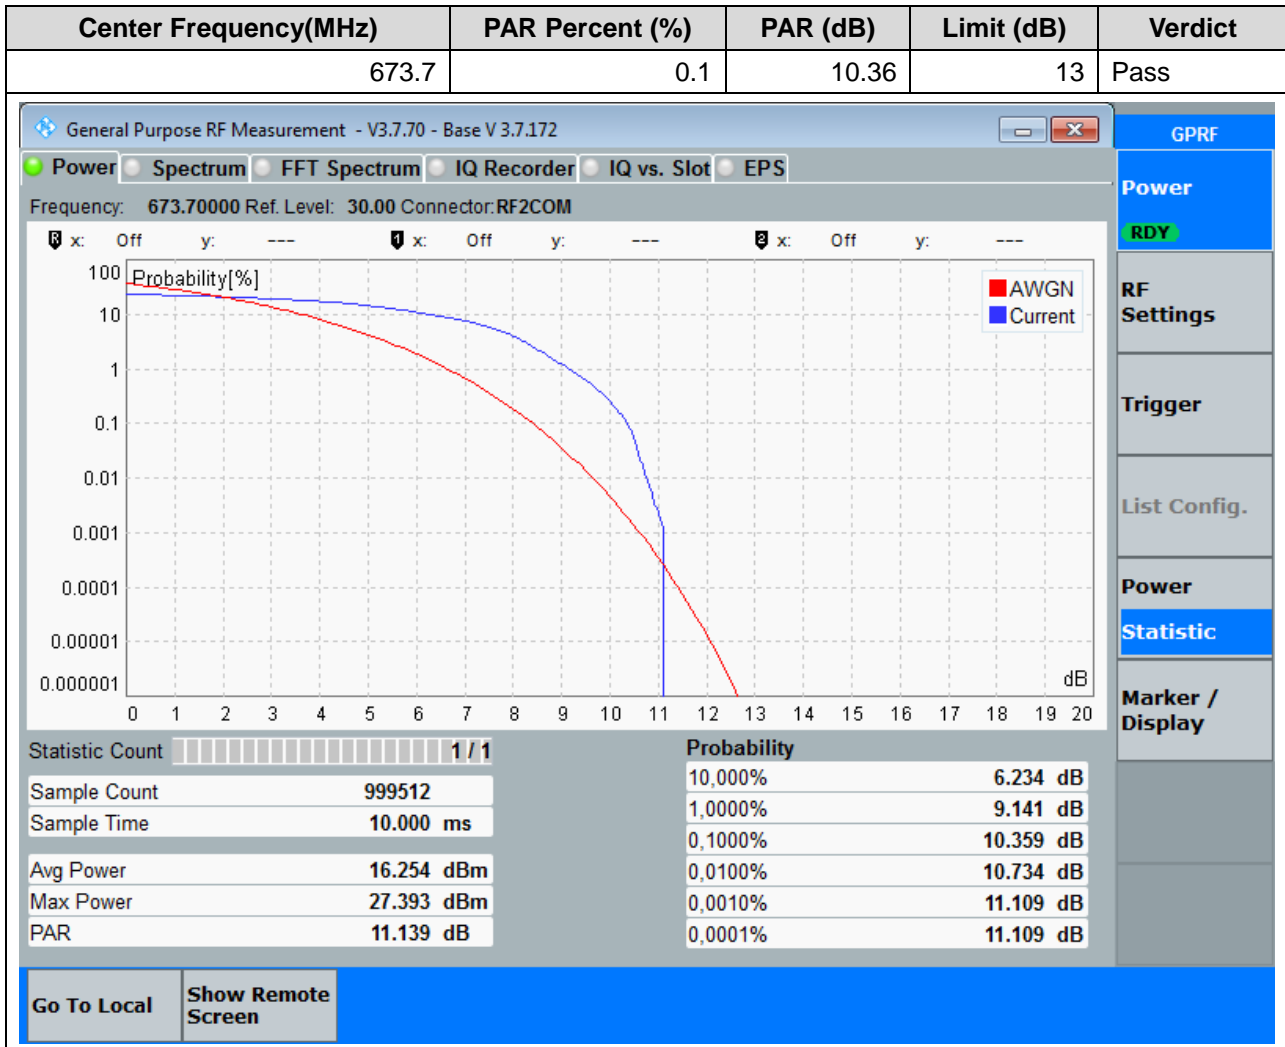 Center Frequency(MHz) PAR Percent (%) PAR (dB) Limit (dB) Verdict
673.7 0.1 10.36 13 Pass
General Purpose RF Measurement - V3.7.70 - Base V 3.7.172
GPRF
Power Spectrum FFT Spectrum IQ Recorder IQ vs. Slot EPS
Frequency: 673.70000 Ref. Level: 30.00 Connector:RF2COM
R x: Off y: --- 1 x: Off y: --- 2 x: Off y: ---
Probability[%]
AWGN
Current
100
10
1
0.1
0.01
0.001
0.0001
0.00001
0.000001
dB
0 1 2 3 4 5 6 7 8 9 10 11 12 13 14 15 16 17 18 19 20
Statistic Count 1 / 1
Sample Count 999512
Sample Time 10.000 ms
Avg Power 16.254 dBm
Max Power 27.393 dBm
PAR 11.139 dB
Probability
10,000% 6.234 dB
1,0000% 9.141 dB
0,1000% 10.359 dB
0,0100% 10.734 dB
0,0010% 11.109 dB
0,0001% 11.109 dB
Power
RDY
RF
Settings
Trigger
List Config.
Power
Statistic
Marker /
Display
Go To Local
Show Remote
Screen